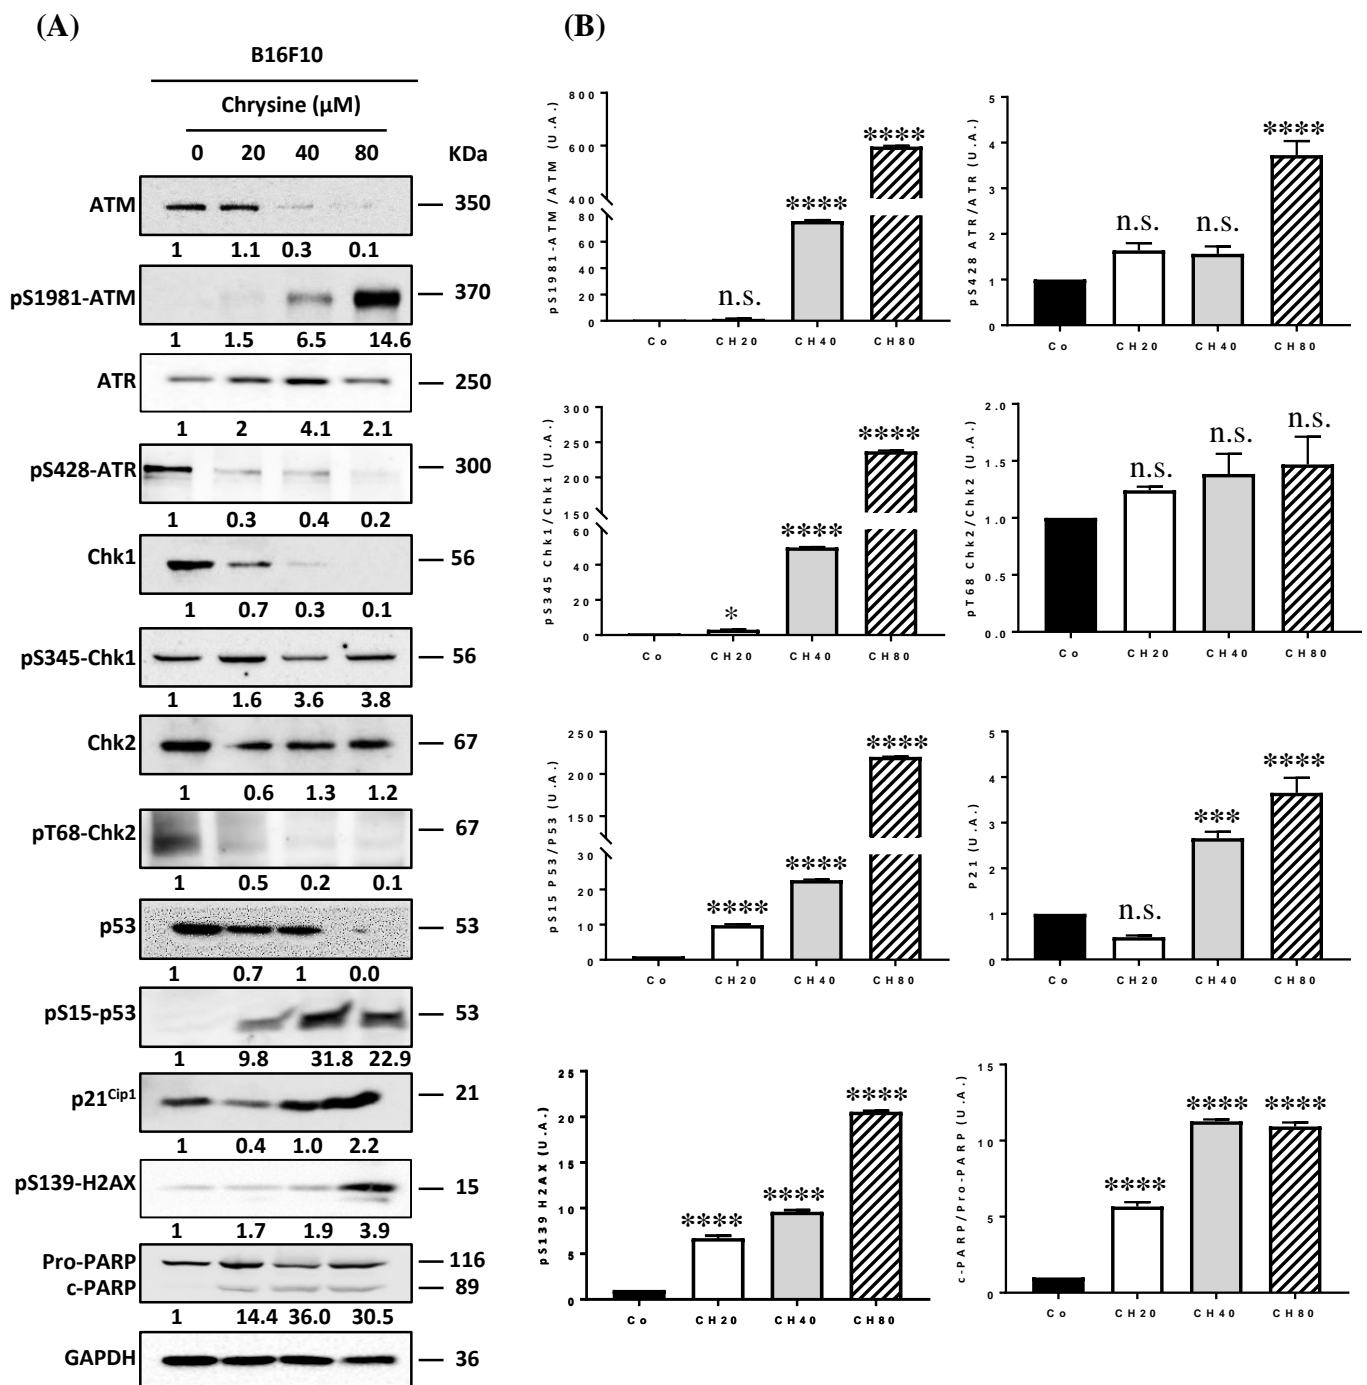 (A)
B16F10
Chrysine (µM)
0 20 40 80 KDa
ATM 350
1 1.1 0.3 0.1
pS1981-ATM 370
1 1.5 6.5 14.6
ATR 250
1 2 4.1 2.1
pS428-ATR 300
1 0.3 0.4 0.2
Chk1 56
1 0.7 0.3 0.1
pS345-Chk1 56
1 1.6 3.6 3.8
Chk2 67
1 0.6 1.3 1.2
pT68-Chk2 67
1 0.5 0.2 0.1
p53 53
1 0.7 1 0.0
pS15-p53 53
1 9.8 31.8 22.9
p21Cip1 21
1 0.4 1.0 2.2
pS139-H2AX 15
1 1.7 1.9 3.9
Pro-PARP 116
c-PARP 89
1 14.4 36.0 30.5
GAPDH 36
(B)
pS1981-ATM/ATM (U.A.)
800
600
400
80
60
40
20
0
n.s. **** ****
Co CH20 CH40 CH80
pS428 ATR/ATR (U.A.)
5
4
3
2
1
0
n.s. n.s. ****
Co CH20 CH40 CH80
pS345 Chk1/Chk1 (U.A.)
300
250
200
150
60
40
20
0
* **** ****
Co CH20 CH40 CH80
pT68 Chk2/Chk2 (U.A.)
2.0
1.5
1.0
0.5
0.0
n.s. n.s. n.s.
Co CH20 CH40 CH80
pS15 P53/P53 (U.A.)
250
200
150
100
30
20
10
0
**** **** ****
Co CH20 CH40 CH80
P21 (U.A.)
5
4
3
2
1
0
n.s. *** ****
Co CH20 CH40 CH80
pS139 H2AX (U.A.)
25
20
15
10
5
0
**** **** ****
Co CH20 CH40 CH80
c-PARP/Pro-PARP (U.A.)
15
10
5
0
**** **** ****
Co CH20 CH40 CH80